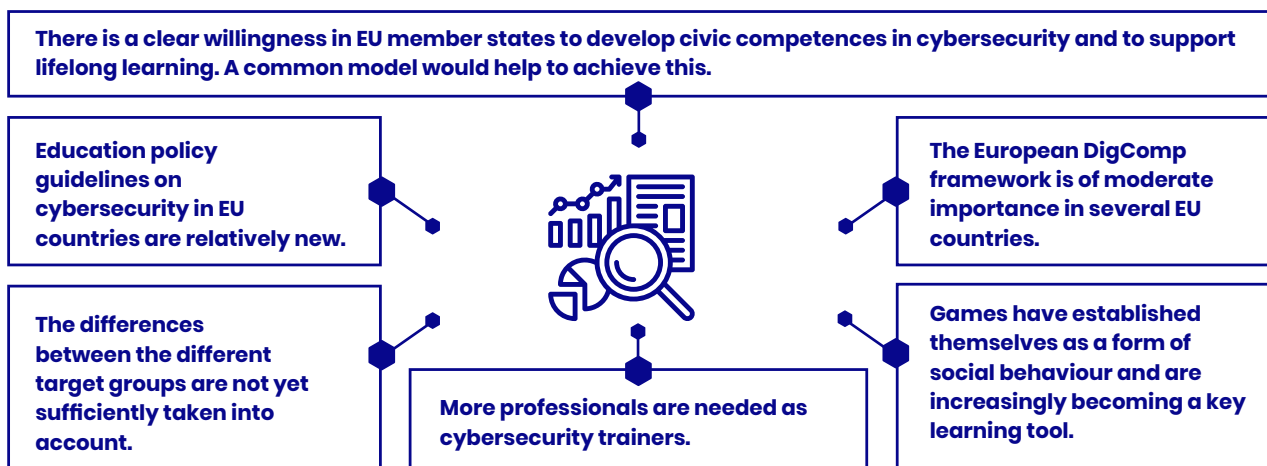 There is a clear willingness in EU member states to develop civic competences in cybersecurity and to support
lifelong learning. A common model would help to achieve this.
Education policy
guidelines on
cybersecurity in EU
countries are relatively new.
The European DigComp
framework is of moderate
importance in several EU
countries.
The differences
between the different
target groups are not yet
sufficiently taken into
account.
More professionals are needed as
cybersecurity trainers.
Games have established
themselves as a form of
social behaviour and are
increasingly becoming a key
learning tool.